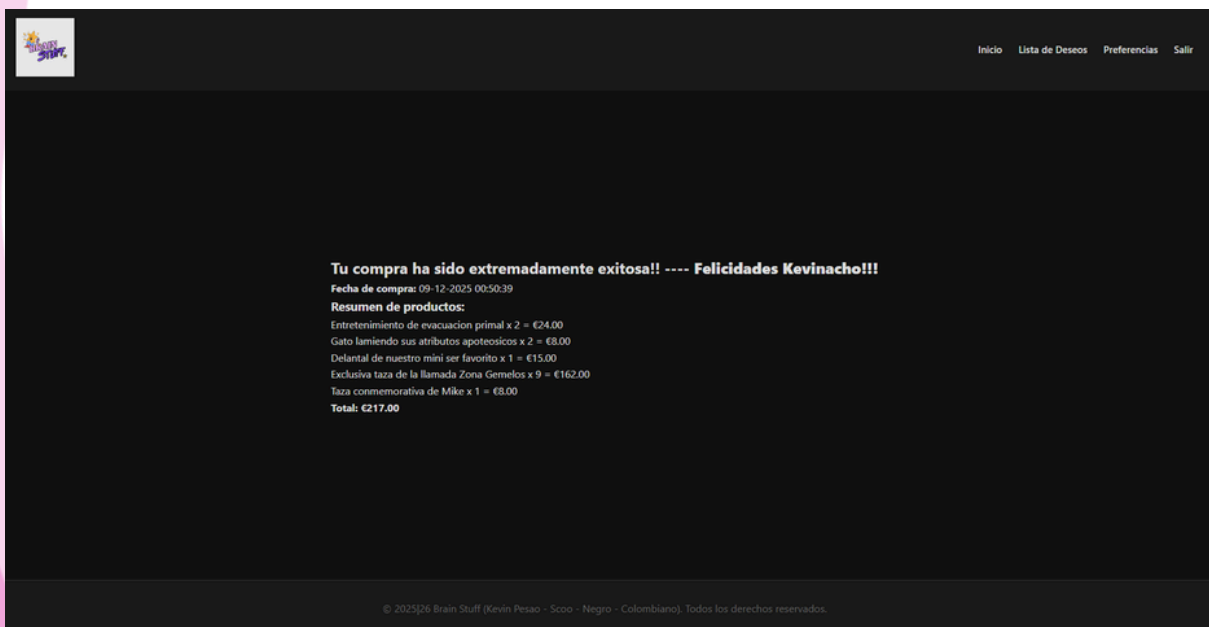 BRAIN
STUFF
Inicio Lista de Deseos Preferencias Salir
Tu compra ha sido extremadamente exitosa!! ---- Felicidades Kevinacho!!!
Fecha de compra: 09-12-2025 00:50:39
Resumen de productos:
Entretenimiento de evacuacion primal x 2 = €24.00
Gato lamiendo sus atributos apoteosicos x 2 = €8.00
Delantal de nuestro mini ser favorito x 1 = €15.00
Exclusiva taza de la llamada Zona Gemelos x 9 = €162.00
Taza conmemorativa de Mike x 1 = €8.00
Total: €217.00
© 2025|26 Brain Stuff (Kevin Pesao - Scoo - Negro - Colombiano). Todos los derechos reservados.